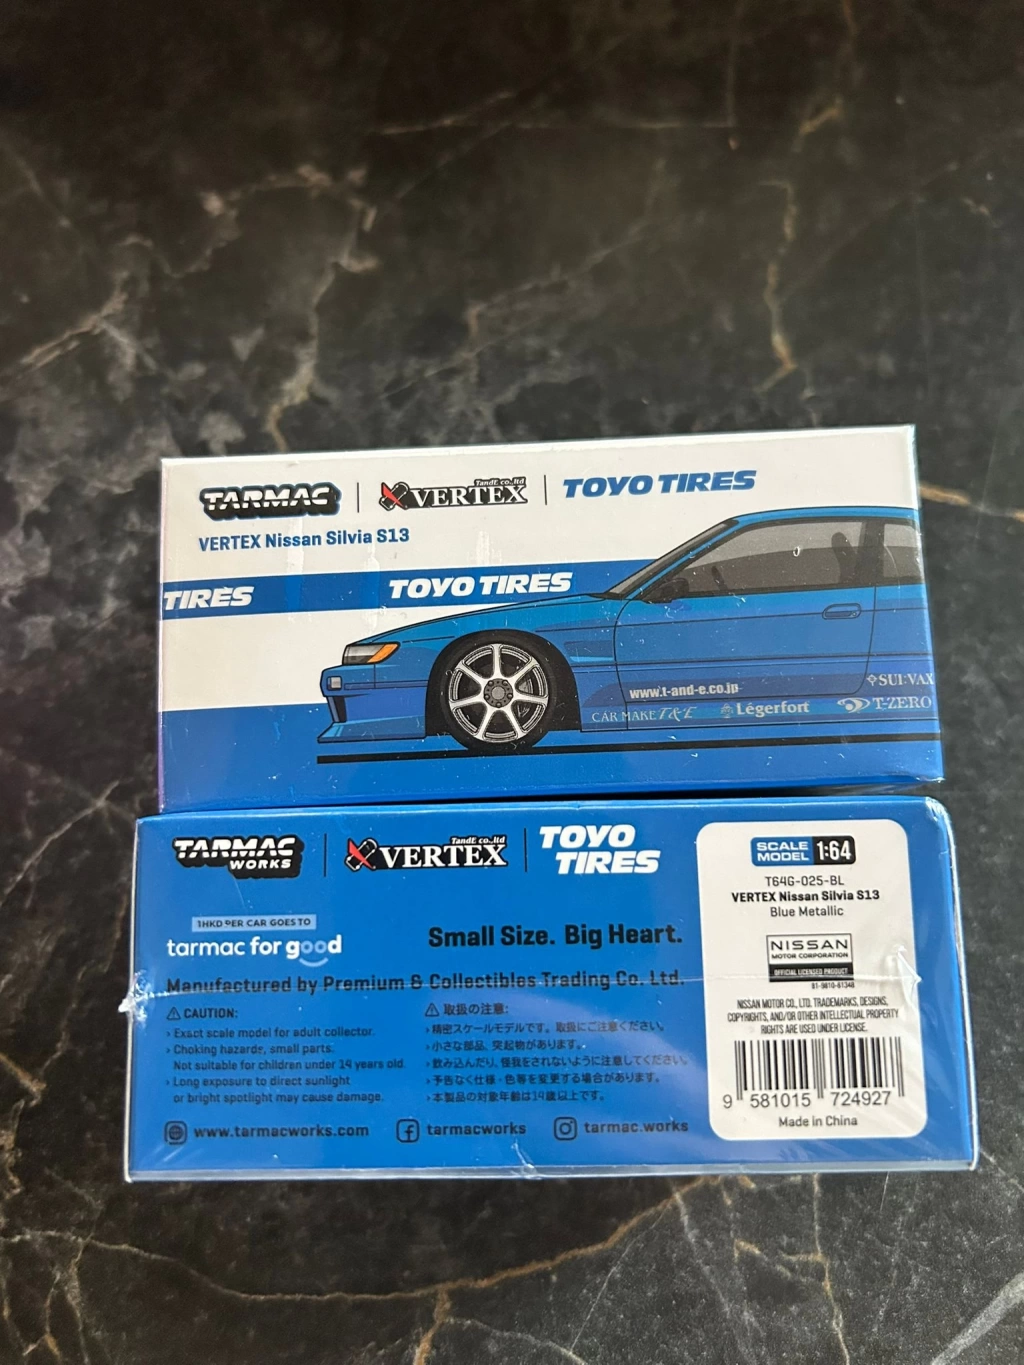 TARMAC
TandE co.,ltd
VERTEX
TOYO TIRES
VERTEX Nissan Silvia S13
TIRES
TOYO TIRES
www.t-and-e.co.jp
SUI:VAX
CAR MAKE T&E
Légerfort
T-ZERO
TARMAC
WORKS
TandE co.,ltd
VERTEX
TOYO
TIRES
1HKD PER CAR GOES TO
tarmac for good
Small Size. Big Heart.
Manufactured by Premium & Collectibles Trading Co. Ltd.
CAUTION:
› Exact scale model for adult collector.
› Choking hazards, small parts.
Not suitable for children under 14 years old.
› Long exposure to direct sunlight
or bright spotlight may cause damage.
取扱の注意:
›精密スケールモデルです。取扱にご注意ください。
›小さな部品、突起物があります。
›飲み込んだり、怪我をされないように注意してください。
›予告なく仕様・色等を変更する場合があります。
›本製品の対象年齢は14歳以上です。
www.tarmacworks.com
tarmacworks
tarmac.works
SCALE
MODEL
1:64
T64G-025-BL
VERTEX Nissan Silvia S13
Blue Metallic
NISSAN
MOTOR CORPORATION
OFFICIAL LICENSED PRODUCT
01-9810-61348
NISSAN MOTOR CO., LTD. TRADEMARKS, DESIGNS,
COPYRIGHTS, AND/OR OTHER INTELLECTUAL PROPERTY
RIGHTS ARE USED UNDER LICENSE.
9 581015 724927
Made in China